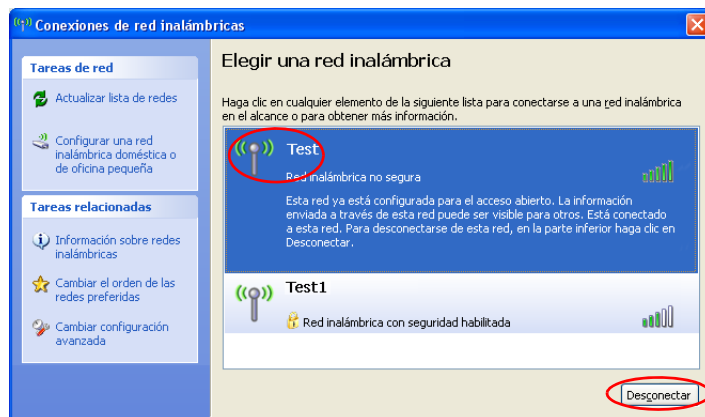 Conexiones de red inalámbricas
Tareas de red
Actualizar lista de redes
Configurar una red
inalámbrica doméstica o
de oficina pequeña
Tareas relacionadas
Información sobre redes
inalámbricas
Cambiar el orden de las
redes preferidas
Cambiar configuración
avanzada
Elegir una red inalámbrica
Haga clic en cualquier elemento de la siguiente lista para conectarse a una red inalámbrica
en el alcance o para obtener más información.
Test
Red inalámbrica no segura
Esta red ya está configurada para el acceso abierto. La información
enviada a través de esta red puede ser visible para otros. Está conectado
a esta red. Para desconectarse de esta red, en la parte inferior haga clic en
Desconectar.
Test1
Red inalámbrica con seguridad habilitada
Desconectar